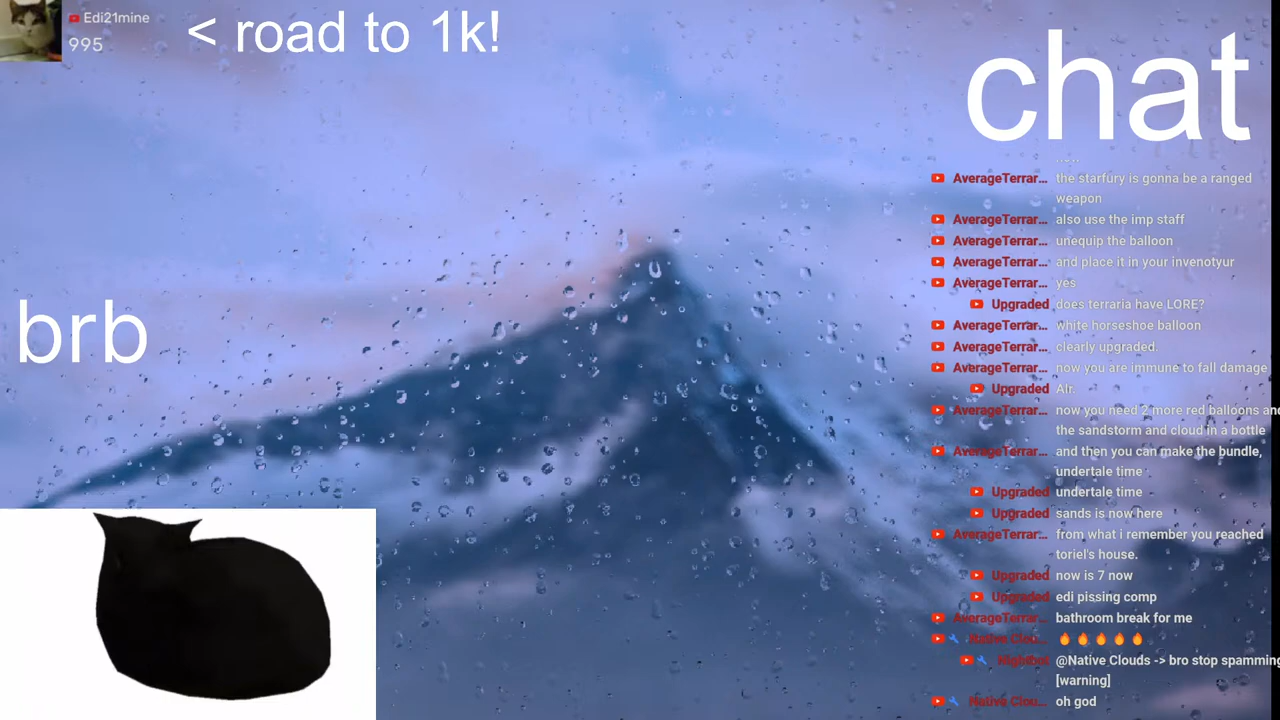 Edi21mine
995
< road to 1k!
chat
brb
AverageTerrar... the starfury is gonna be a ranged
weapon
AverageTerrar... also use the imp staff
AverageTerrar... unequip the balloon
AverageTerrar... and place it in your invenotyur
AverageTerrar... yes
Upgraded does terraria have LORE?
AverageTerrar... white horseshoe balloon
AverageTerrar... clearly upgraded.
AverageTerrar... now you are immune to fall damage
Upgraded Alr.
AverageTerrar... now you need 2 more red balloons and
the sandstorm and cloud in a bottle
AverageTerrar... and then you can make the bundle,
undertale time
Upgraded undertale time
Upgraded sands is now here
AverageTerrar... from what i remember you reached
toriel's house.
Upgraded now is 7 now
Upgraded edi pissing comp
AverageTerrar... bathroom break for me
Native Clou... 🔥🔥🔥🔥🔥
Nightbot @Native Clouds -> bro stop spamming
[warning]
Native Clou... oh god